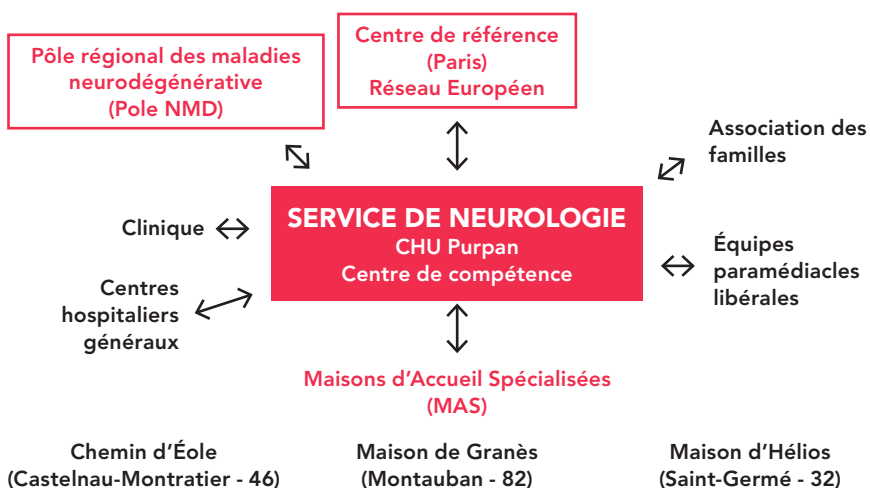 Pôle régional des maladies
neurodégénérative
(Pole NMD)
Centre de référence
(Paris)
Réseau Européen
Association des
familles
Clinique
SERVICE DE NEUROLOGIE
CHU Purpan
Centre de compétence
Équipes
paramédiacles
libérales
Centres
hospitaliers
généraux
Maisons d'Accueil Spécialisées
(MAS)
Chemin d'Éole
(Castelnau-Montratier - 46)
Maison de Granès
(Montauban - 82)
Maison d'Hélios
(Saint-Germé - 32)